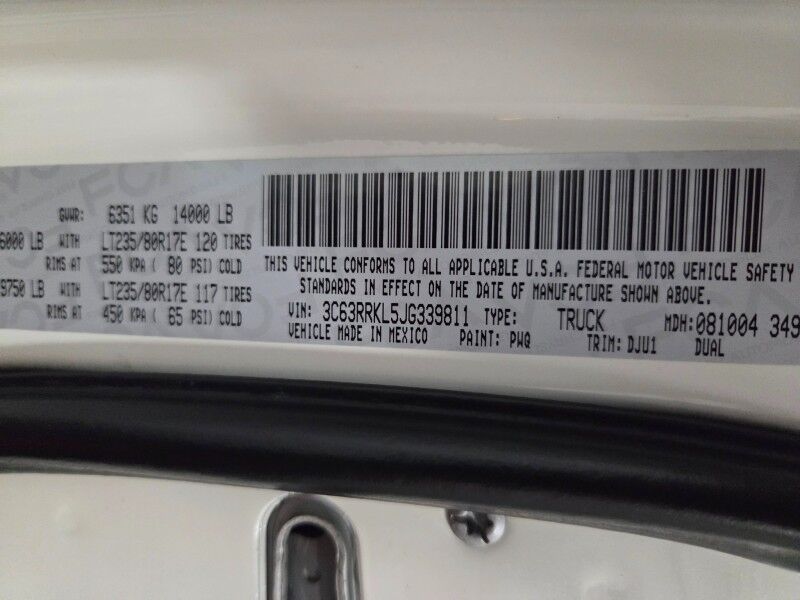 GVWR: 6351 KG 14000 LB
6000 LB WITH LT235/80R17E 120 TIRES
RIMS AT 550 KPA ( 80 PSI) COLD
9750 LB WITH LT235/80R17E 117 TIRES
RIMS AT 450 KPA ( 65 PSI) COLD
THIS VEHICLE CONFORMS TO ALL APPLICABLE U.S.A. FEDERAL MOTOR VEHICLE SAFETY
STANDARDS IN EFFECT ON THE DATE OF MANUFACTURE SHOWN ABOVE.
VIN: 3C63RRKL5JG339811 TYPE: TRUCK MDH: 081004 349
VEHICLE MADE IN MEXICO PAINT: PWQ TRIM: DJU1 DUAL